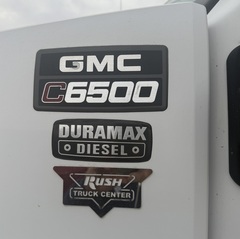 GMC
C6500
DURAMAX
DIESEL
RUSH
TRUCK CENTER